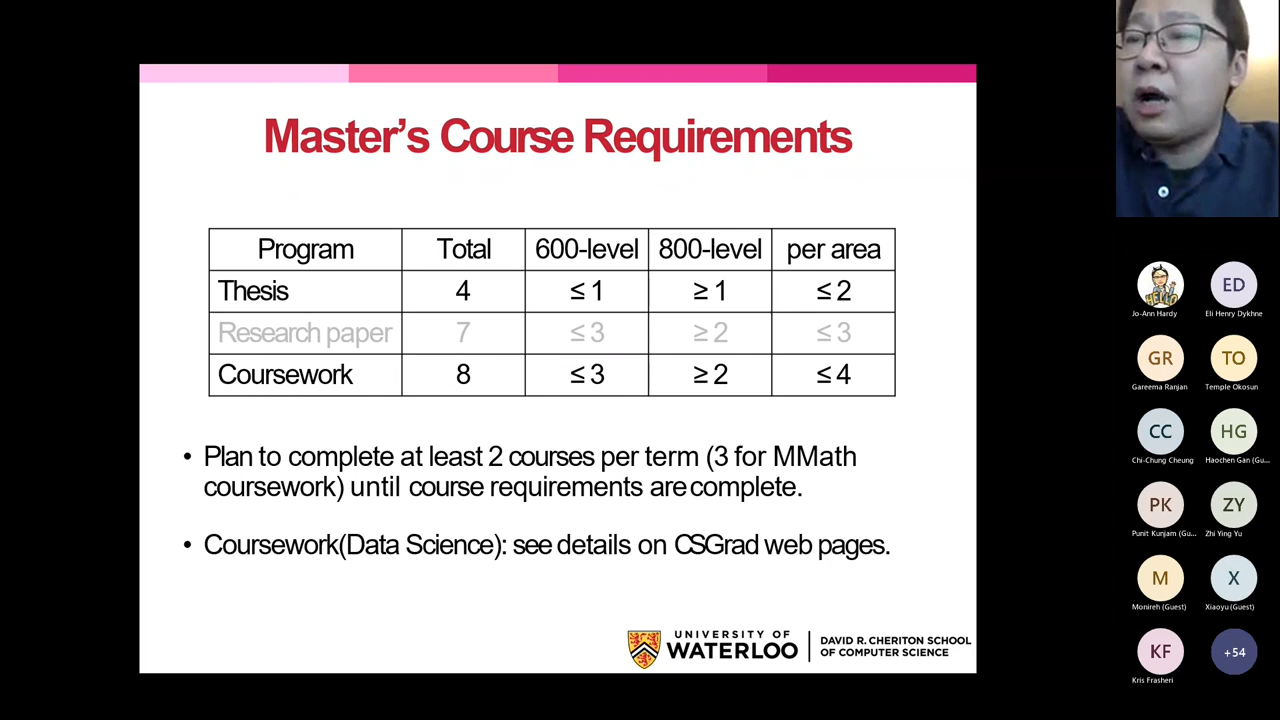 Master's Course Requirements
Program Total 600-level 800-level per area
Thesis 4 ≤ 1 ≥ 1 ≤ 2
Research paper 7 ≤ 3 ≥ 2 ≤ 3
Coursework 8 ≤ 3 ≥ 2 ≤ 4
• Plan to complete at least 2 courses per term (3 for MMath
coursework) until course requirements are complete.
• Coursework(Data Science): see details on CSGrad web pages.
UNIVERSITY OF
WATERLOO
DAVID R. CHERITON SCHOOL
OF COMPUTER SCIENCE
HELLO ED
Jo-Ann Hardy Eli Henry Dykhne
GR TO
Gareema Ranjan Temple Okosun
CC HG
Chi-Chung Cheung Haochen Gan (Gu...
PK ZY
Punit Kunjam (Gu... Zhi Ying Yu
M X
Monireh (Guest) Xiaoyu (Guest)
KF +54
Kris Frasheri